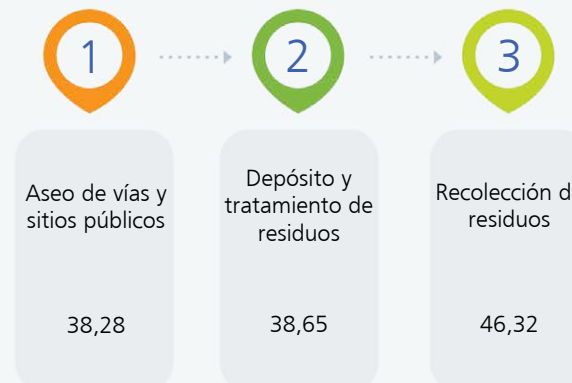 1
2
3
Aseo de vías y
sitios públicos
38,28
Depósito y
tratamiento de
residuos
38,65
Recolección d
residuos
46,32